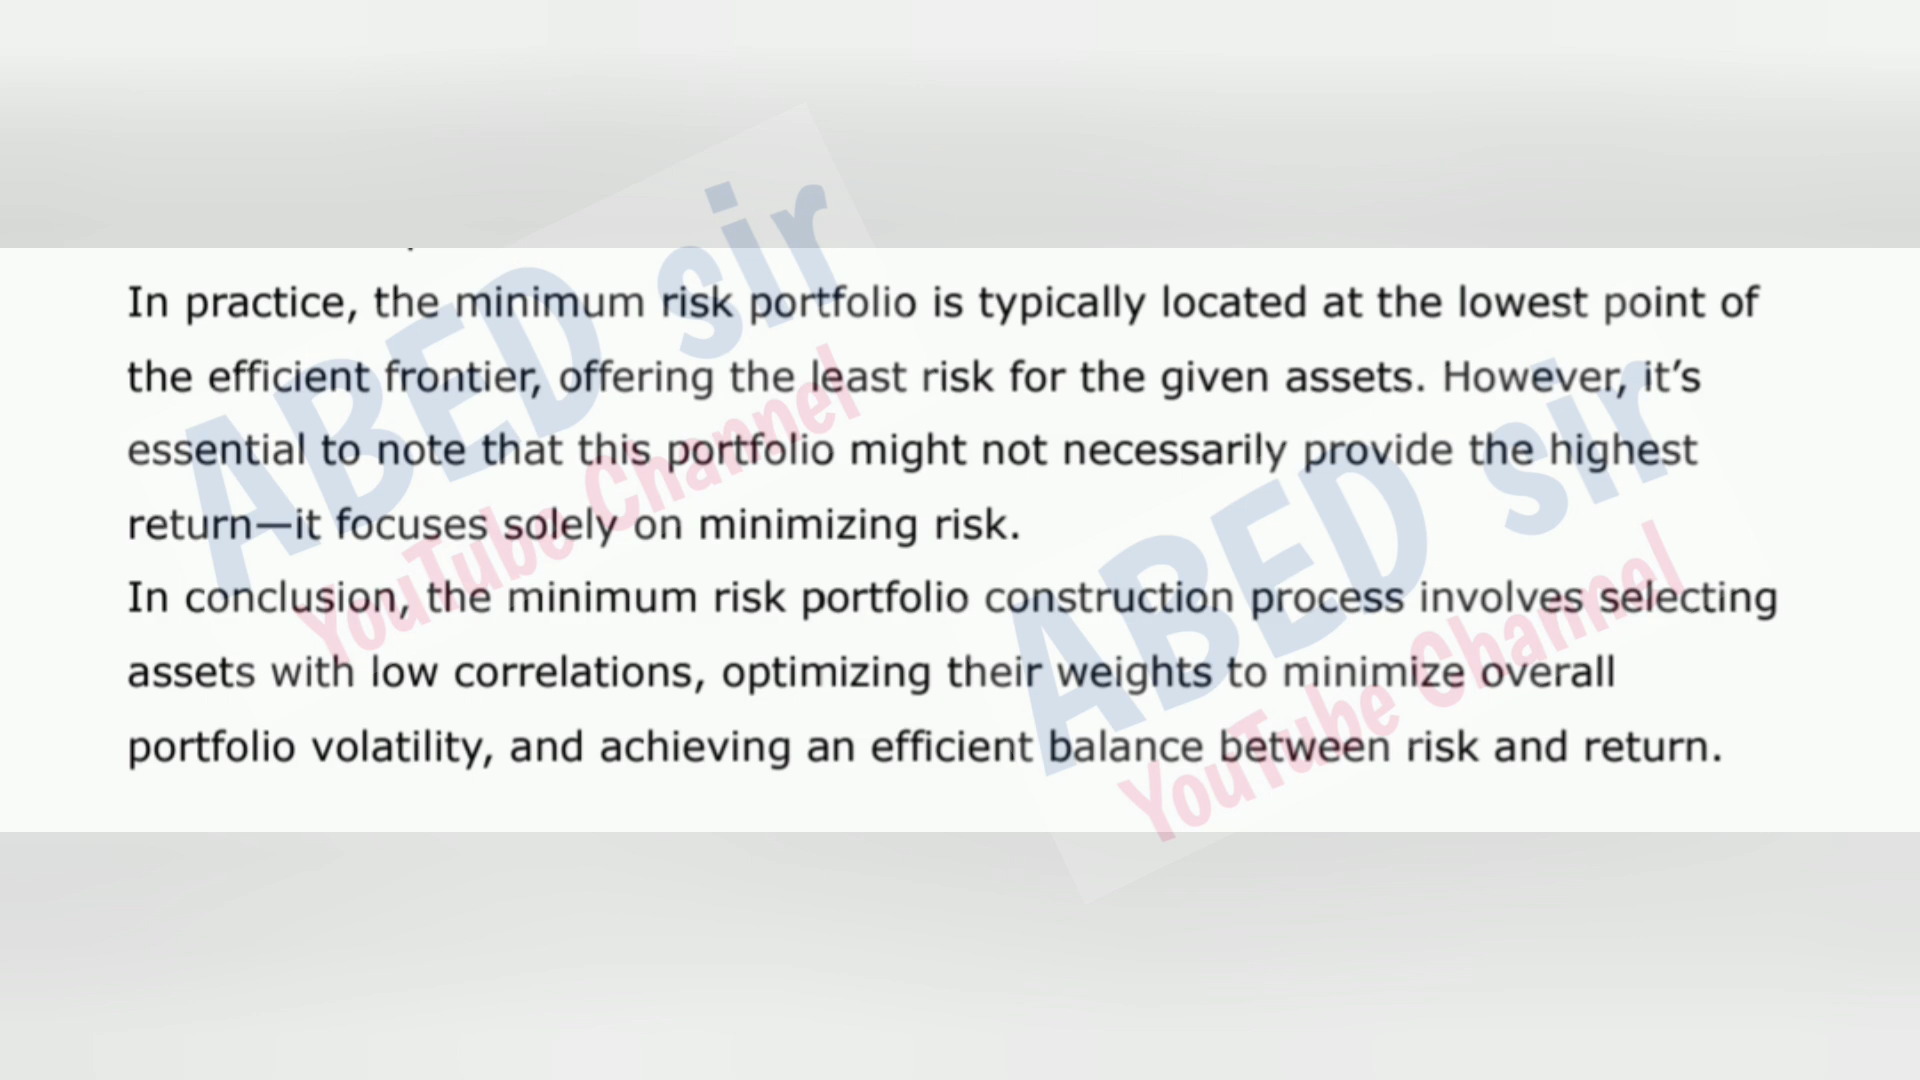 In practice, the minimum risk portfolio is typically located at the lowest point of
the efficient frontier, offering the least risk for the given assets. However, it’s
essential to note that this portfolio might not necessarily provide the highest
return—it focuses solely on minimizing risk.
In conclusion, the minimum risk portfolio construction process involves selecting
assets with low correlations, optimizing their weights to minimize overall
portfolio volatility, and achieving an efficient balance between risk and return.
ABED sir
YouTube Channel
ABED sir
YouTube Channel